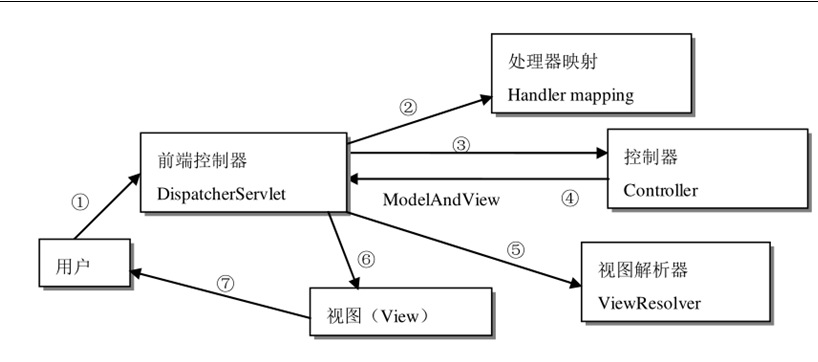 处理器映射
Handler mapping
②
前端控制器
DispatcherServlet
③
控制器
Controller
①
ModelAndView
④
用户
⑤
⑥
⑦
视图解析器
ViewResolver
视图（View）